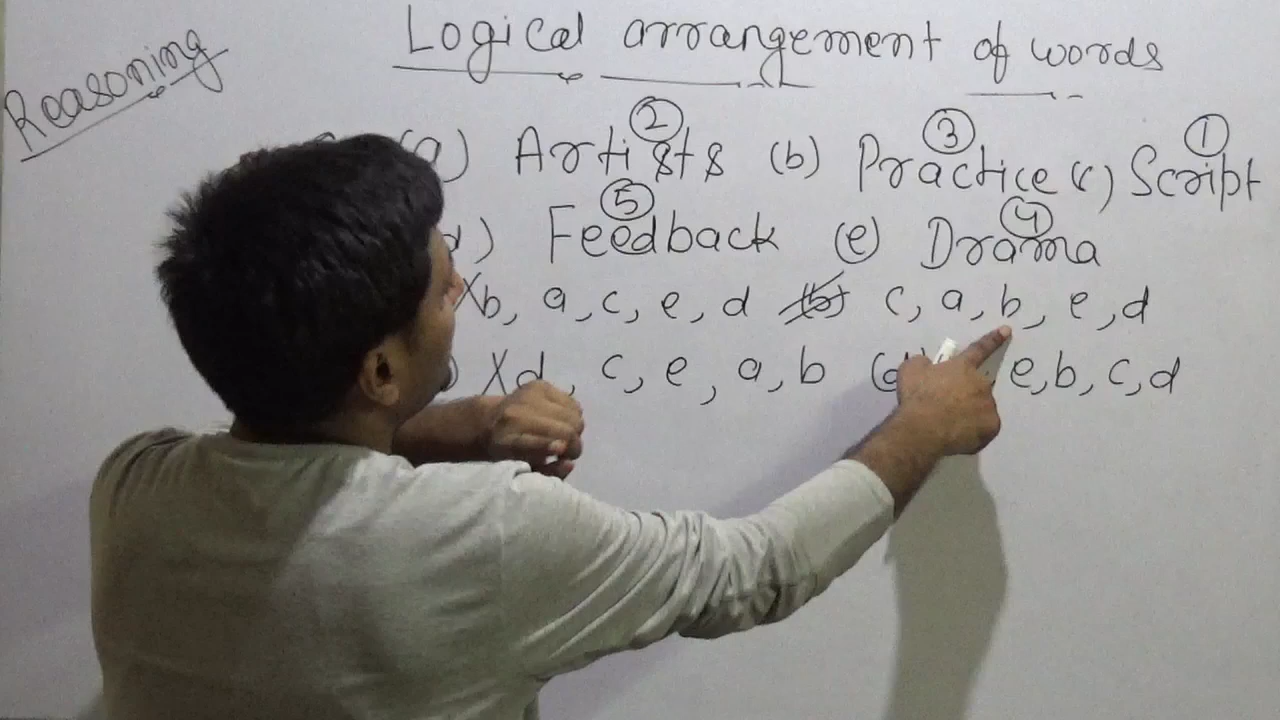 Logical arrangement of words
Reasoning
② ③ ①
(a) Artists (b) Practice (c) Script
⑤ ④
d) Feedback (e) Drama
X b, a, c, e, d (b) c, a, b, e, d
) X d, c, e, a, b (d) e, b, c, d